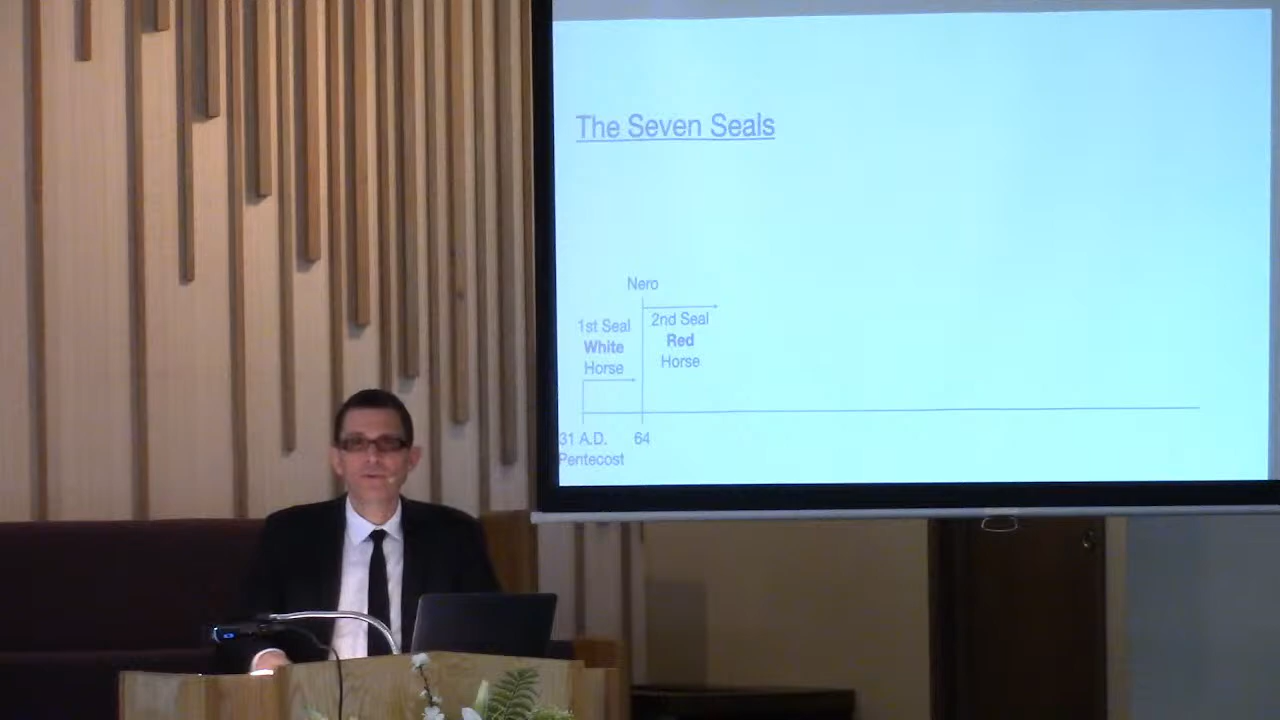 The Seven Seals
Nero
1st Seal
White
Horse
2nd Seal
Red
Horse
31 A.D.
Pentecost
64